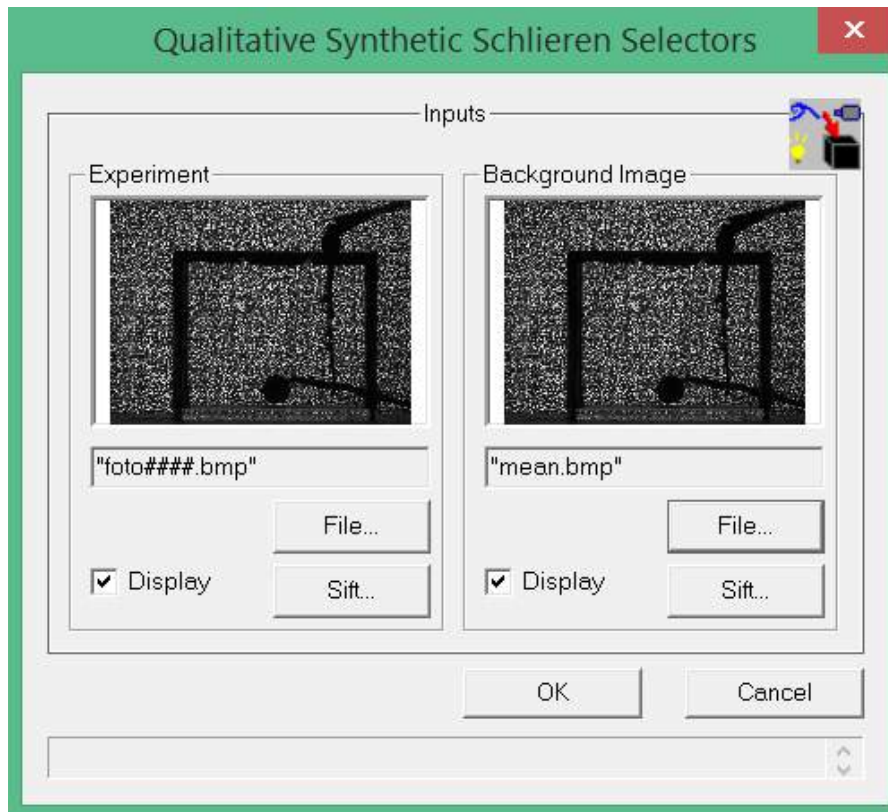 Qualitative Synthetic Schlieren Selectors
x
Inputs
Experiment
"foto####.bmp"
File...
Display
Sift...
Background Image
"mean.bmp"
File...
Display
Sift...
OK
Cancel